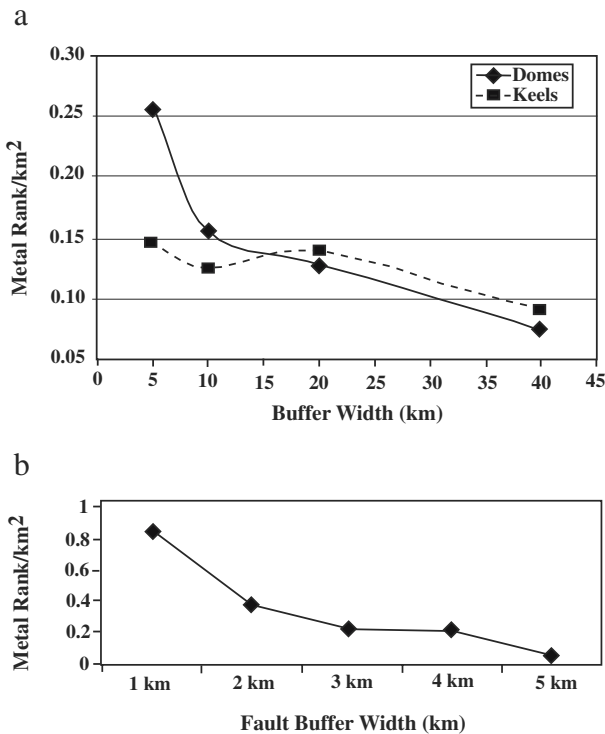 a
0.30
0.25
0.20
0.15
0.10
0.05
Metal Rank/km²
Domes
Keels
0 5 10 15 20 25 30 35 40 45
Buffer Width (km)
b
1
0.8
0.6
0.4
0.2
0
Metal Rank/km²
1 km 2 km 3 km 4 km 5 km
Fault Buffer Width (km)